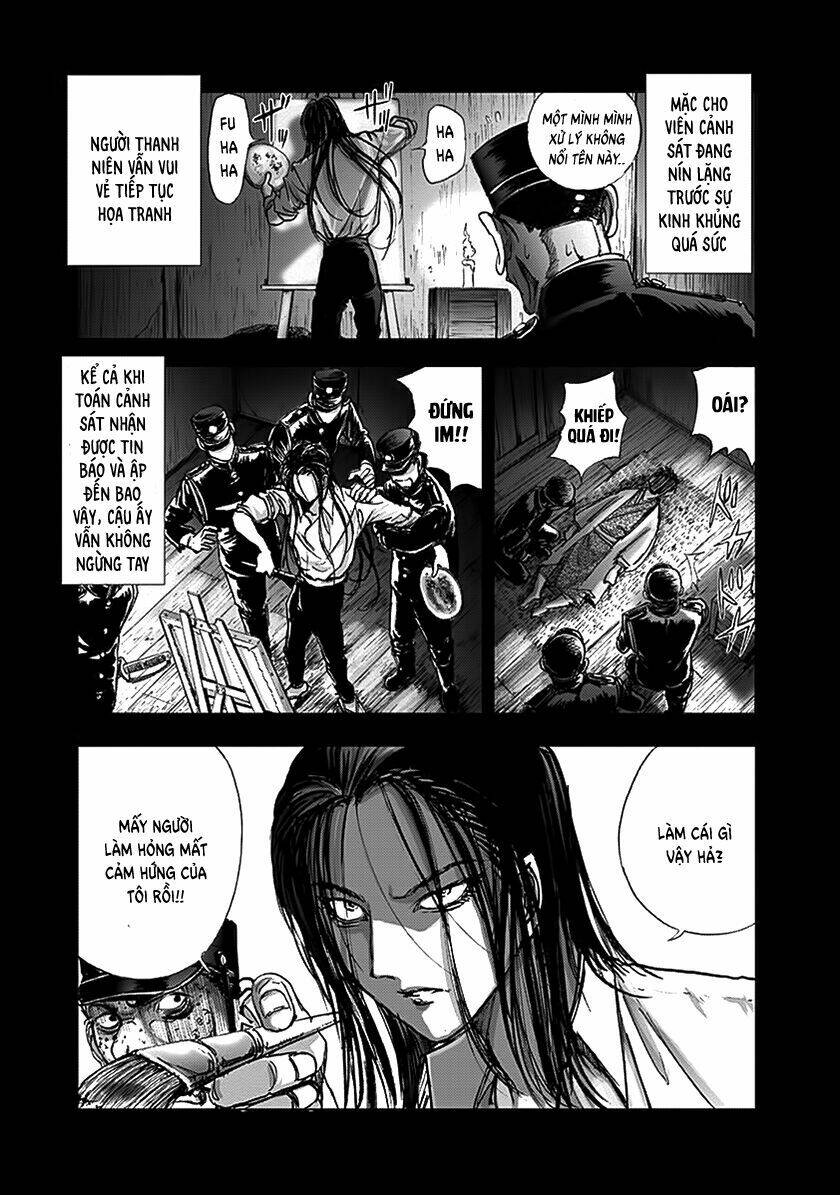 MẶC CHO
VIÊN CẢNH
SÁT ĐANG
NÍN LẶNG
TRƯỚC SỰ
KINH KHỦNG
QUÁ SỨC
MỘT MÌNH MÌNH
XỬ LÝ KHÔNG
NỔI TÊN NÀY..
HA
HA
FU
HA
HA
NGƯỜI THANH
NIÊN VẪN VUI
VẺ TIẾP TỤC
HỌA TRANH
OÁI?
KHIẾP
QUÁ ĐI!
ĐỨNG
IM!!
KỂ CẢ KHI
TOÁN CẢNH
SÁT NHẬN
ĐƯỢC TIN
BÁO VÀ ẬP
ĐẾN BAO
VÂY, CẬU ẤY
VẪN KHÔNG
NGỪNG TAY
LÀM CÁI GÌ
VẬY HẢ?
MẤY NGƯỜI
LÀM HỎNG MẤT
CẢM HỨNG CỦA
TÔI RỒI!!